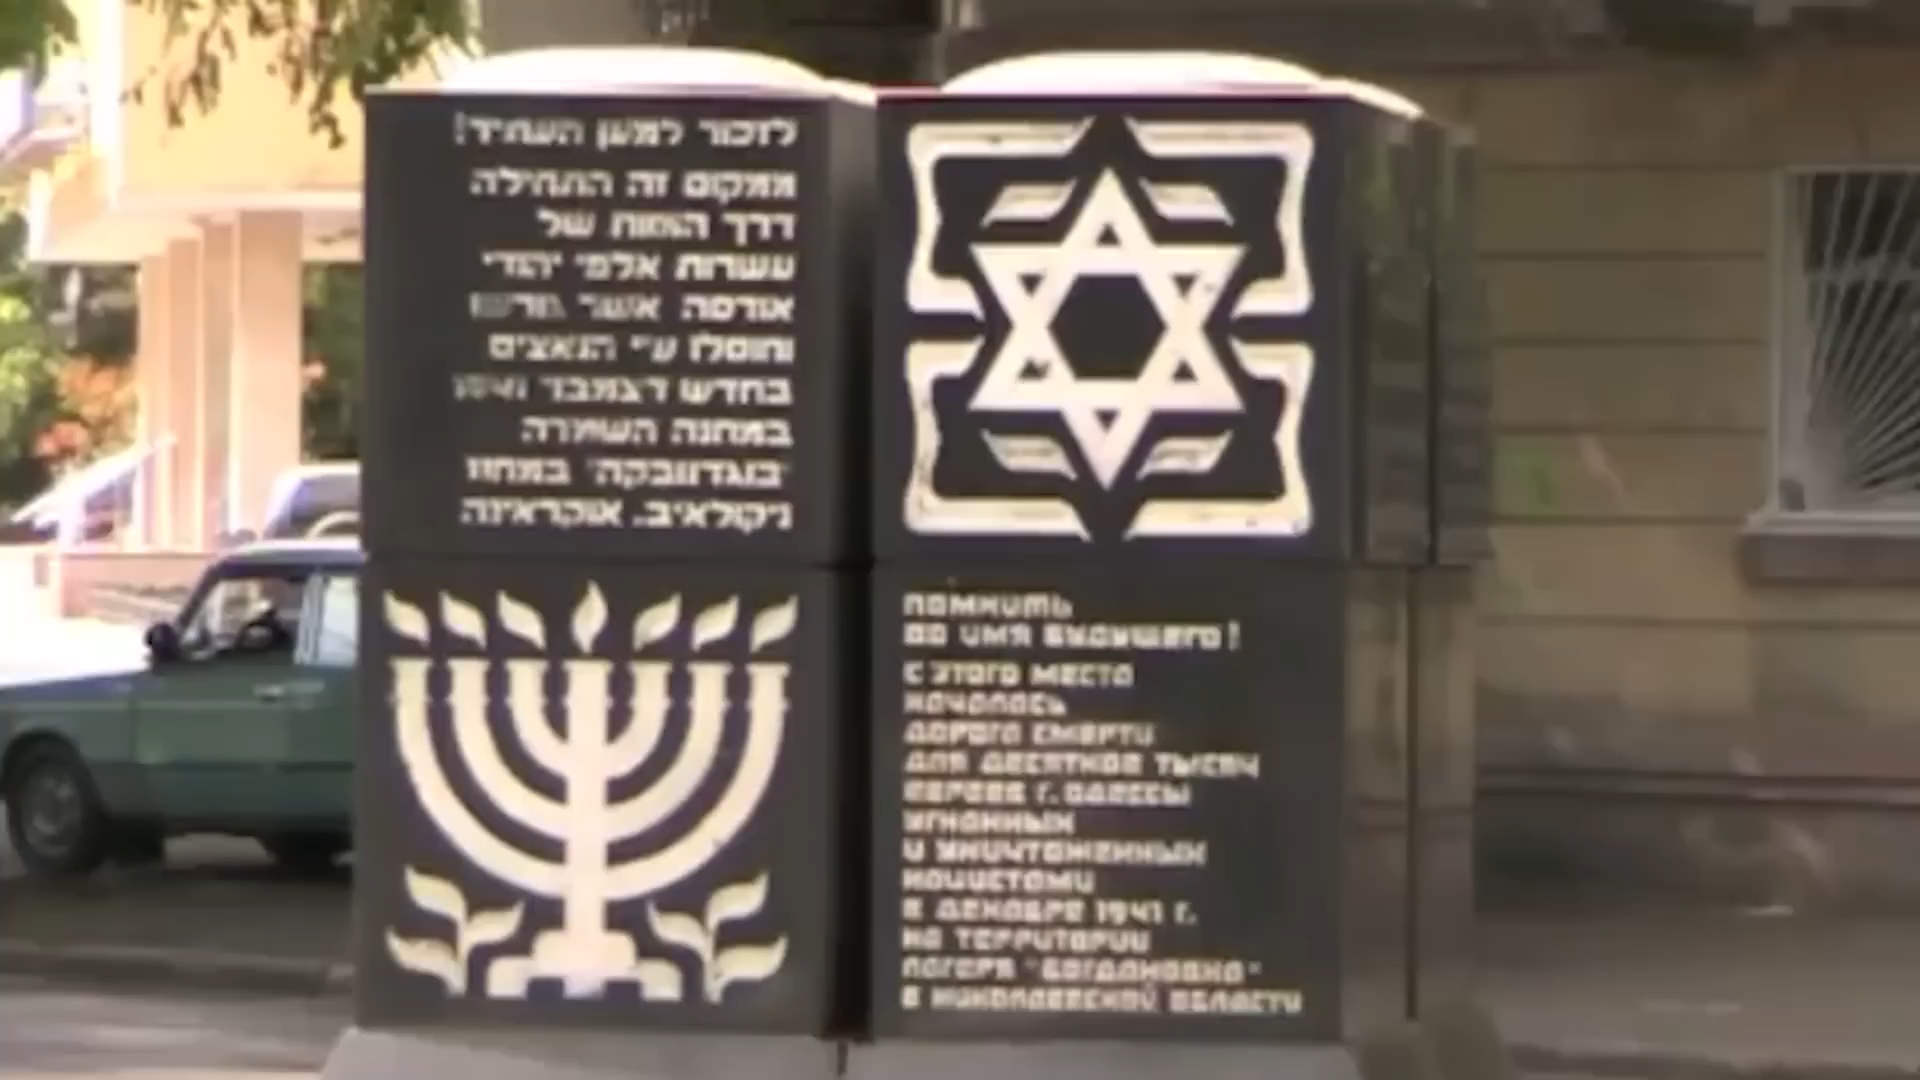 לזכור למען העתיד!
ממקום זה התחילה
דרך המוות של
עשרות אלפי יהודי
אודסה אשר
וחוסלו ע״י הנאצים
בחדש דצמבר 1941
במחנה השמדה
"בוגדנובקה" במחוז
ניקולאיב. אוקראינה
помнить
во имя будущего!
с этого места
началась
дорога смерти
для десятков тысяч
евреев г. одессы
угнанных
и уничтоженных
нацистами
в декабре 1941 г.
на территории
лагеря "богдановка"
в николаевской области